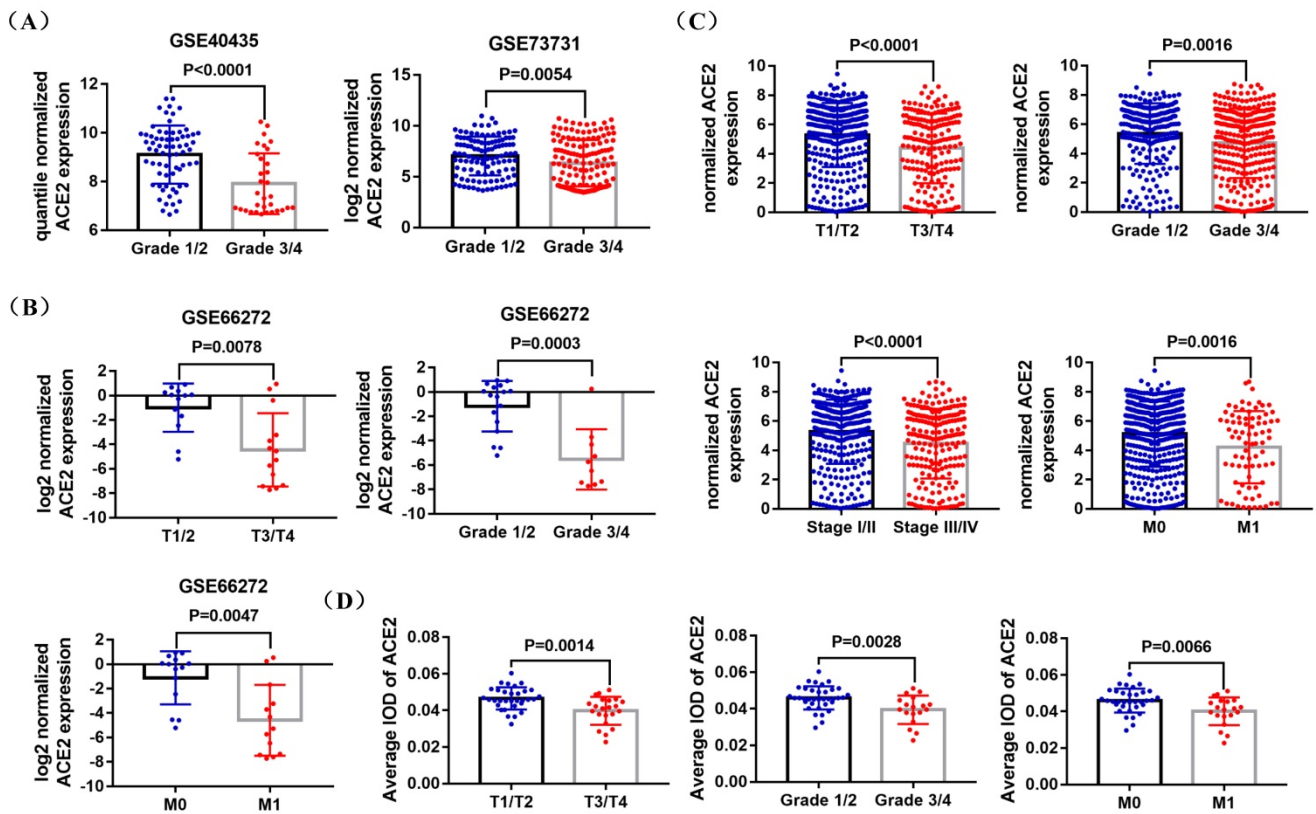 (A)
GSE40435
P<0.0001
quantile normalized
ACE2 expression
12
10
8
6
Grade 1/2 Grade 3/4
GSE73731
P=0.0054
log2 normalized
ACE2 expression
15
10
5
0
Grade 1/2 Grade 3/4
(B)
GSE66272
P=0.0078
log2 normalized
ACE2 expression
2
0
-2
-4
-6
-8
-10
T1/2 T3/T4
GSE66272
P=0.0003
log2 normalized
ACE2 expression
2
0
-2
-4
-6
-8
-10
Grade 1/2 Grade 3/4
GSE66272
P=0.0047
log2 normalized
ACE2 expression
2
0
-2
-4
-6
-8
-10
M0 M1
(C)
P<0.0001
normalized ACE2
expression
10
8
6
4
2
0
T1/T2 T3/T4
P=0.0016
normalized ACE2
expression
10
8
6
4
2
0
Grade 1/2 Gade 3/4
P<0.0001
normalized ACE2
expression
10
8
6
4
2
0
Stage I/II Stage III/IV
P=0.0016
normalized ACE2
expression
10
8
6
4
2
0
M0 M1
(D)
P=0.0014
Average IOD of ACE2
0.08
0.06
0.04
0.02
0.00
T1/T2 T3/T4
P=0.0028
Average IOD of ACE2
0.08
0.06
0.04
0.02
0.00
Grade 1/2 Grade 3/4
P=0.0066
Average IOD of ACE2
0.08
0.06
0.04
0.02
0.00
M0 M1